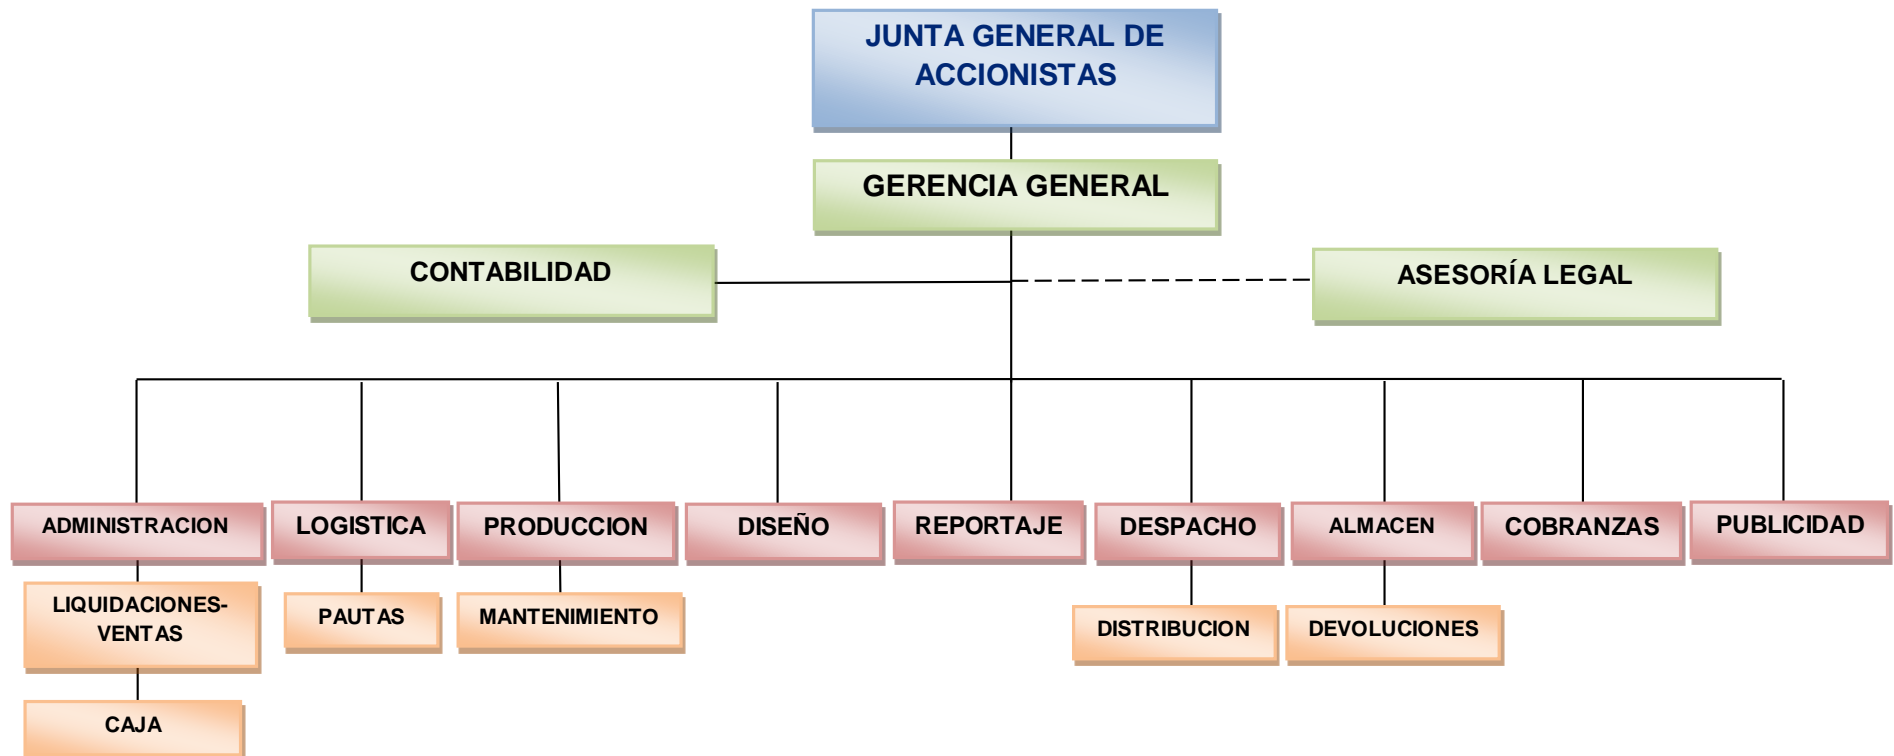 JUNTA GENERAL DE
ACCIONISTAS
GERENCIA GENERAL
CONTABILIDAD
ASESORÍA LEGAL
ADMINISTRACION
LOGISTICA
PRODUCCION
DISEÑO
REPORTAJE
DESPACHO
ALMACEN
COBRANZAS
PUBLICIDAD
LIQUIDACIONES-
VENTAS
PAUTAS
MANTENIMIENTO
DISTRIBUCION
DEVOLUCIONES
CAJA